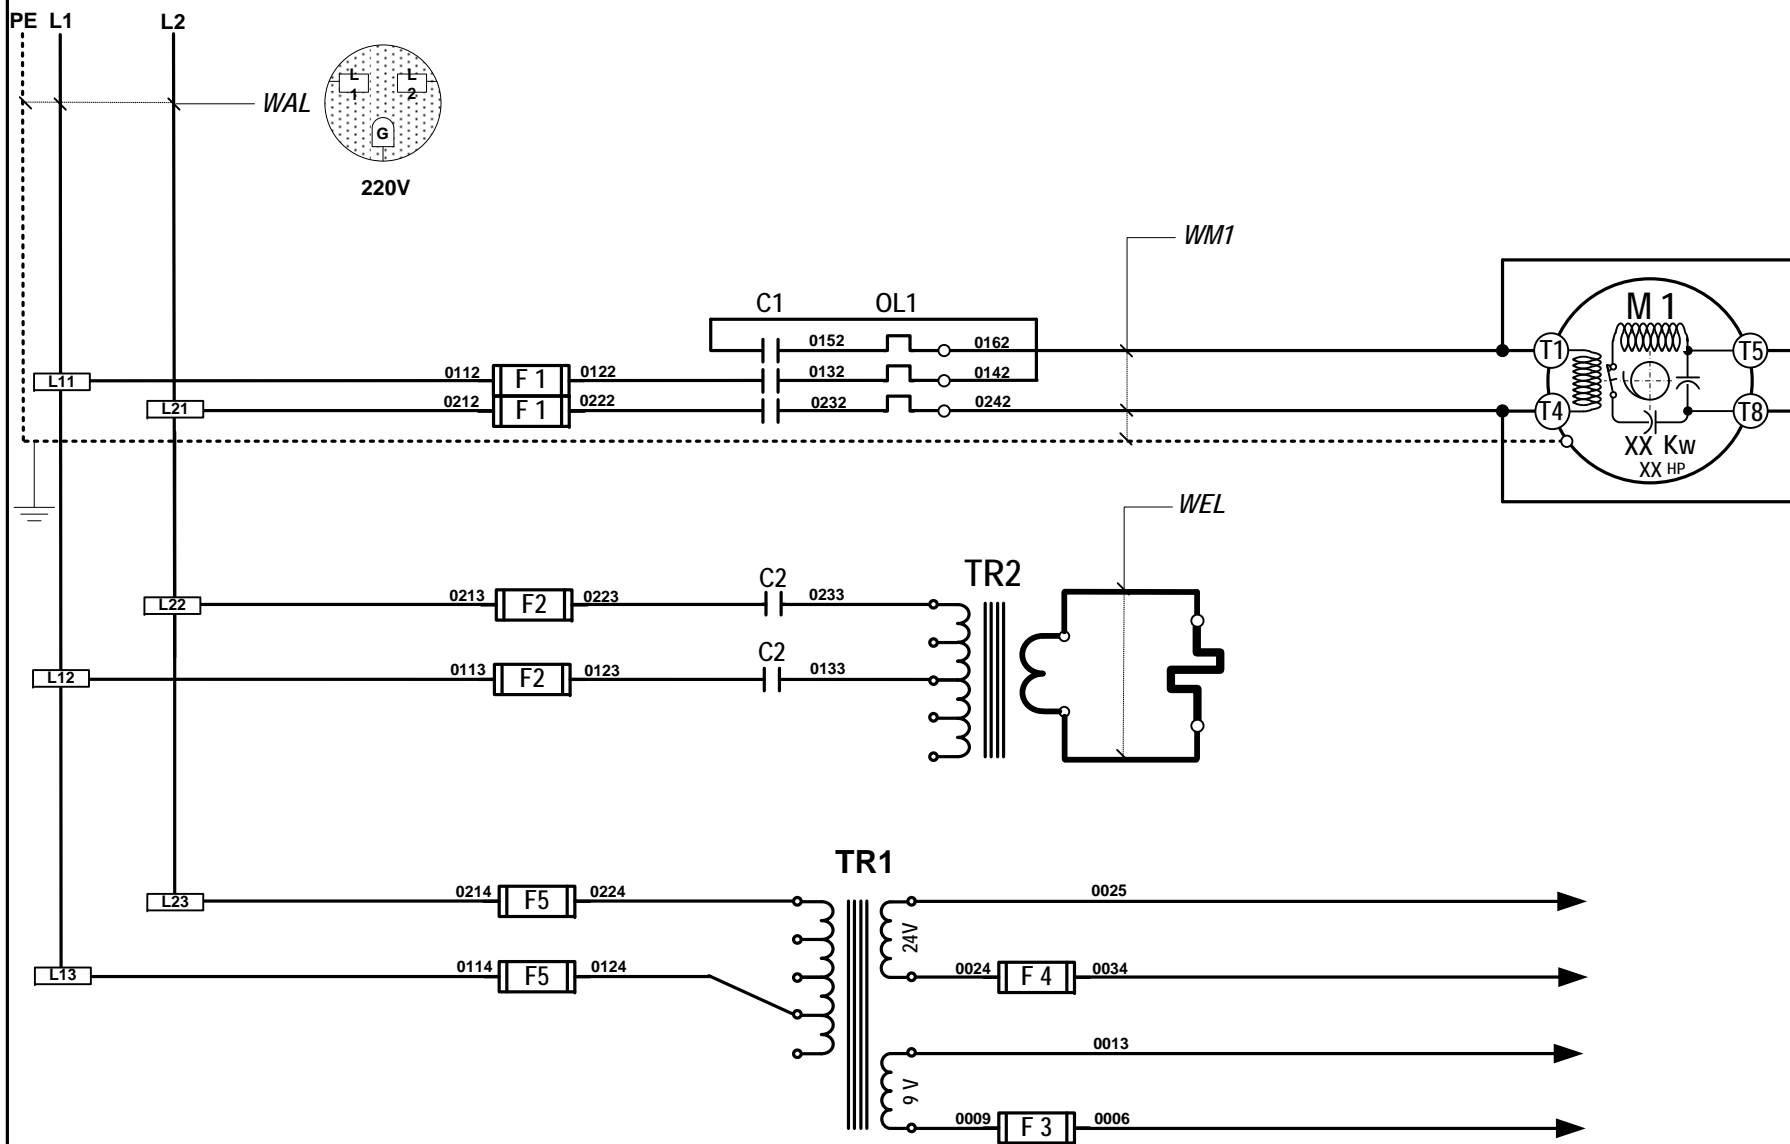 PE L1 L2
L1 L2
WAL
G
220V
WM1
C1 OL1
M 1
0152 0162
T1 T5
L11 0112 F 1 0122 0132 0142
L21 0212 F 1 0222 0232 0242
T4 T8
XX Kw
XX HP
WEL
TR2
C2
L22 0213 F2 0223 0233
C2
L12 0113 F2 0123 0133
TR1
L23 0214 F5 0224 0025
24V
L13 0114 F5 0124 0024 F 4 0034
0013
9 V
0009 F 3 0006